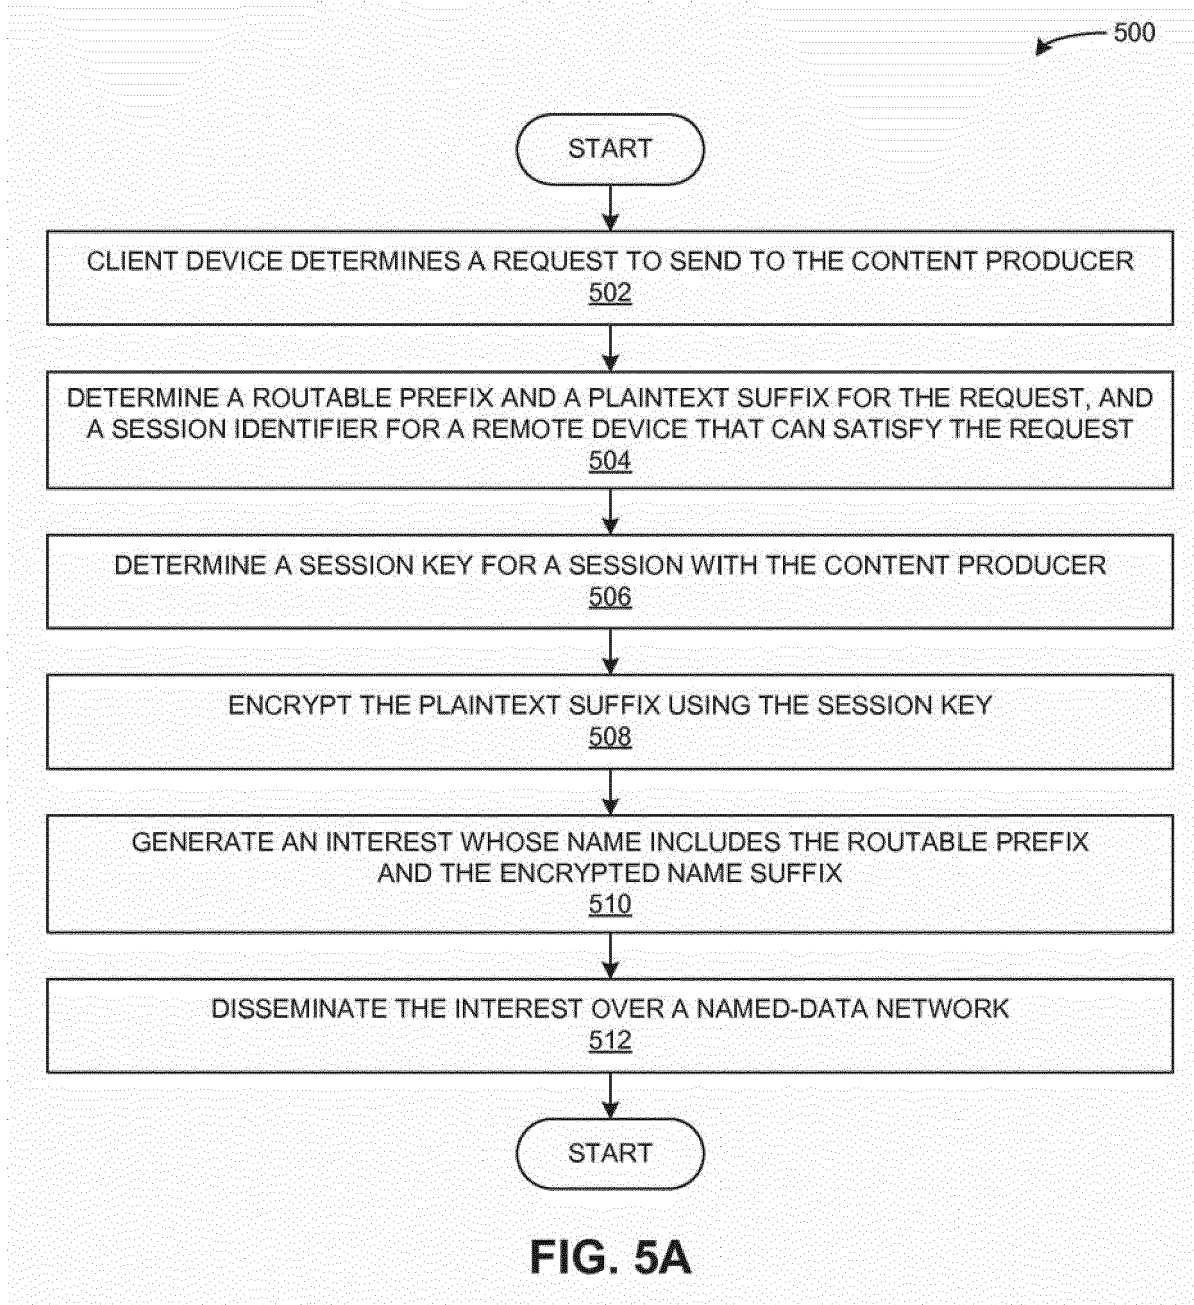 500
START
CLIENT DEVICE DETERMINES A REQUEST TO SEND TO THE CONTENT PRODUCER
502
DETERMINE A ROUTABLE PREFIX AND A PLAINTEXT SUFFIX FOR THE REQUEST, AND
A SESSION IDENTIFIER FOR A REMOTE DEVICE THAT CAN SATISFY THE REQUEST
504
DETERMINE A SESSION KEY FOR A SESSION WITH THE CONTENT PRODUCER
506
ENCRYPT THE PLAINTEXT SUFFIX USING THE SESSION KEY
508
GENERATE AN INTEREST WHOSE NAME INCLUDES THE ROUTABLE PREFIX
AND THE ENCRYPTED NAME SUFFIX
510
DISSEMINATE THE INTEREST OVER A NAMED-DATA NETWORK
512
START
FIG. 5A